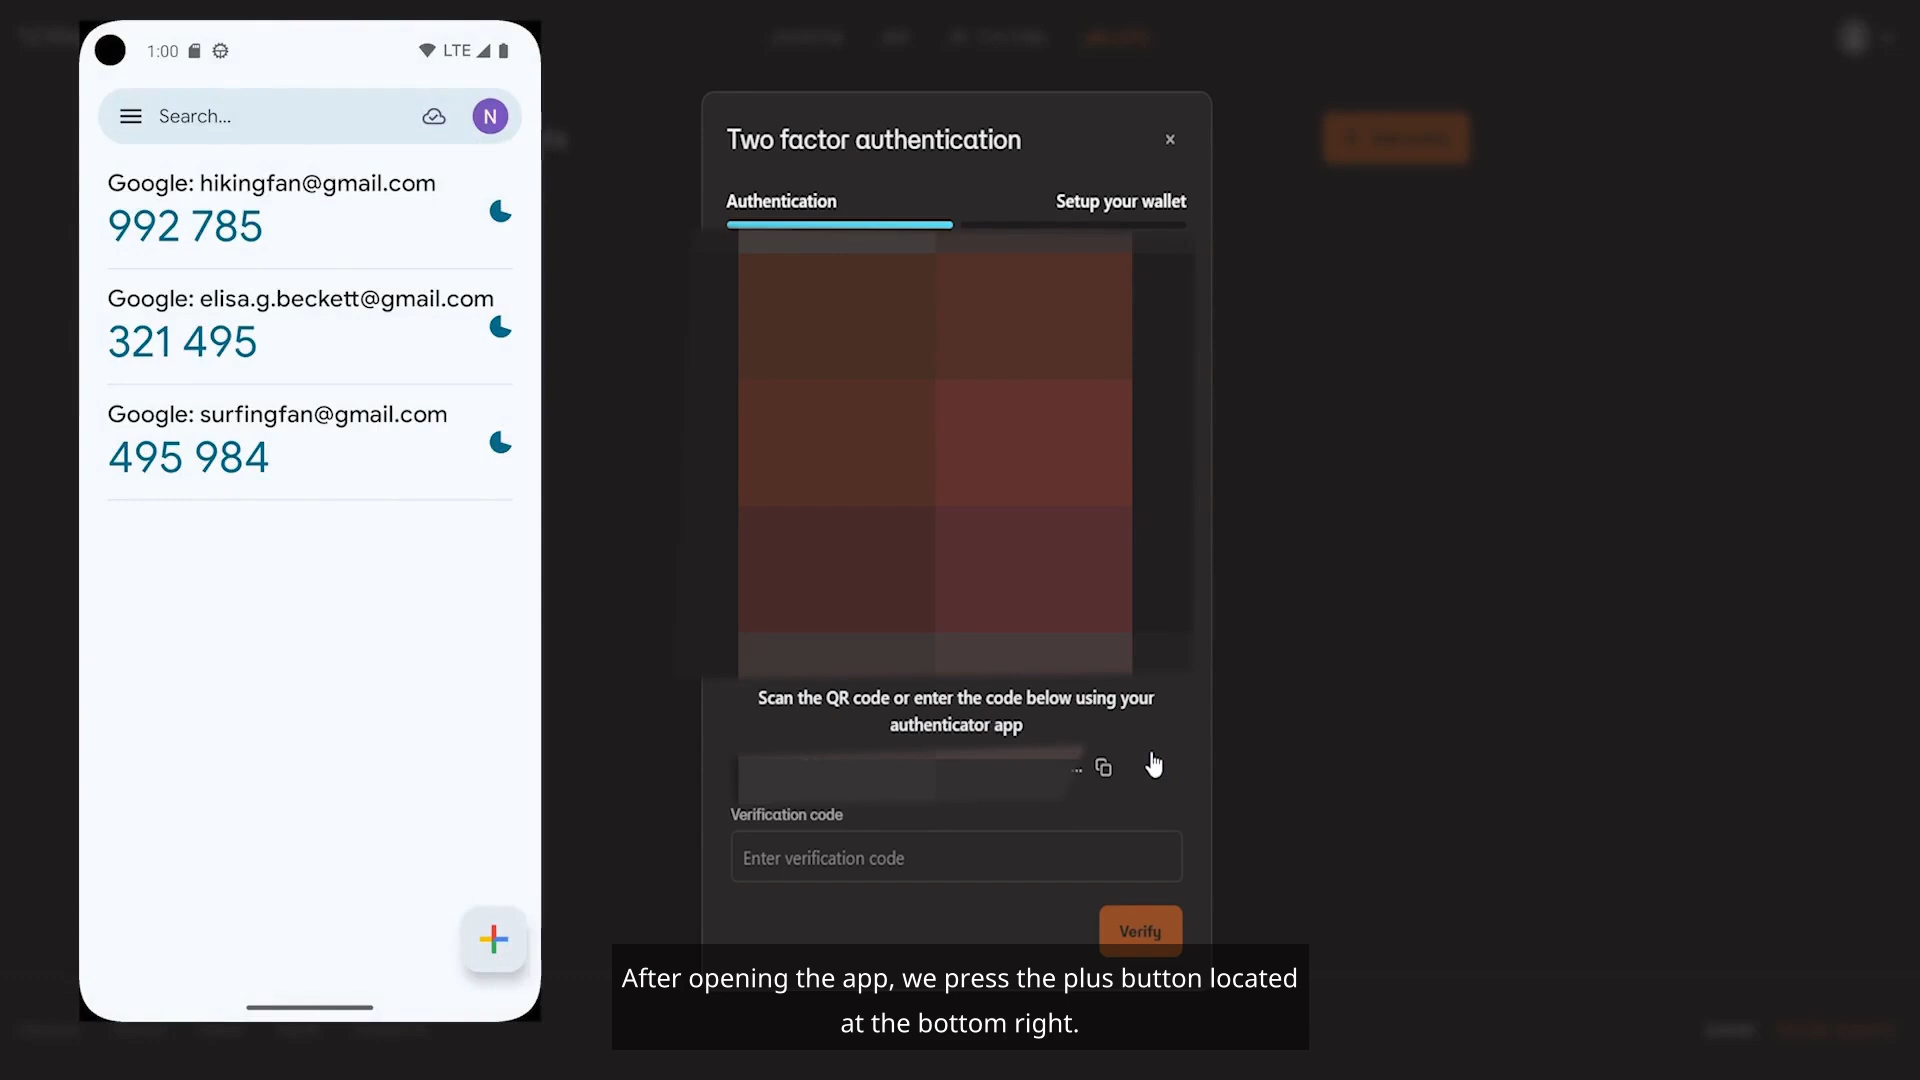 1:00
LTE
Search...
N
Google: hikingfan@gmail.com
992 785
Google: elisa.g.beckett@gmail.com
321 495
Google: surfingfan@gmail.com
495 984
Two factor authentication
Authentication
Setup your wallet
Scan the QR code or enter the code below using your
authenticator app
...
Verification code
Enter verification code
Verify
After opening the app, we press the plus button located
at the bottom right.